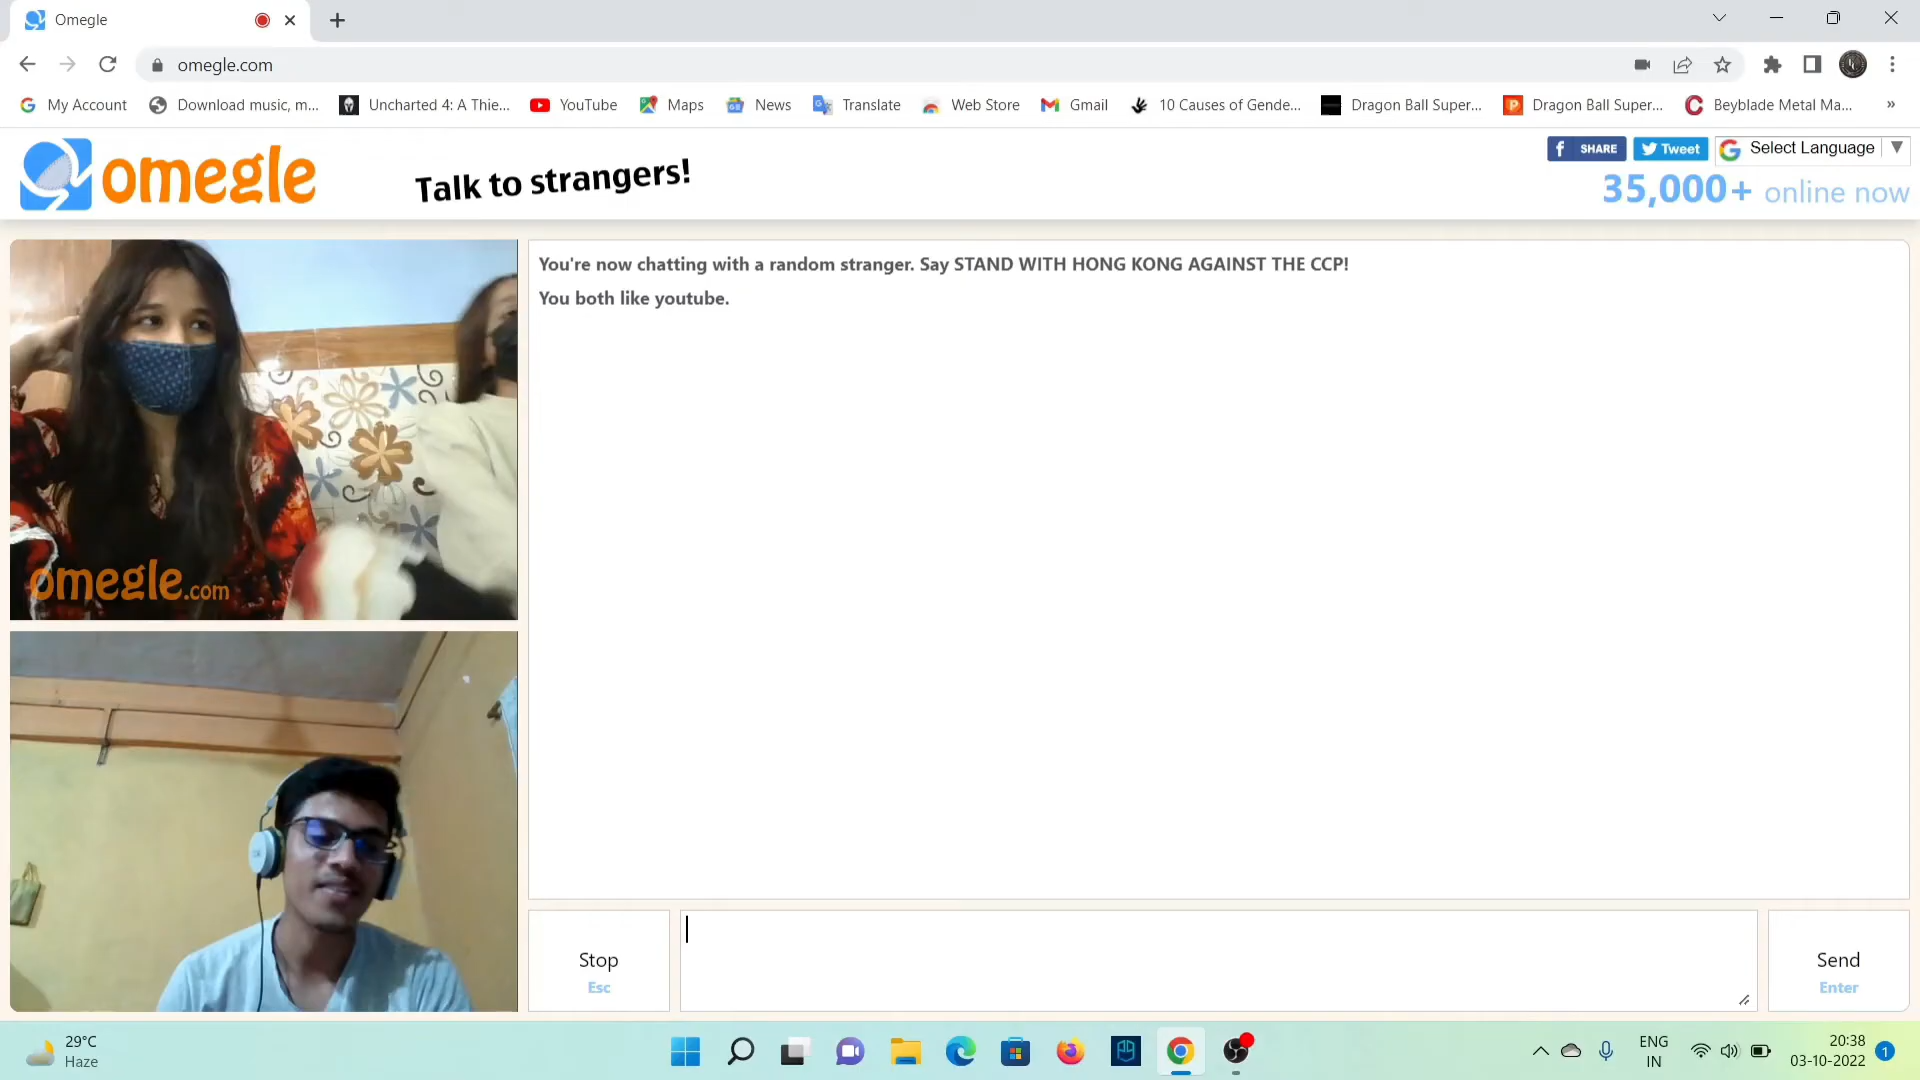 Omegle
omegle.com
My Account
Download music, m...
Uncharted 4: A Thie...
YouTube
Maps
News
Translate
Web Store
Gmail
10 Causes of Gende...
Dragon Ball Super...
Dragon Ball Super...
Beyblade Metal Ma...
»
omegle
Talk to strangers!
SHARE
Tweet
Select Language
35,000+ online now
You're now chatting with a random stranger. Say STAND WITH HONG KONG AGAINST THE CCP!
You both like youtube.
omegle.com
Stop
Esc
Send
Enter
29°C
Haze
ENG
IN
20:38
03-10-2022
1